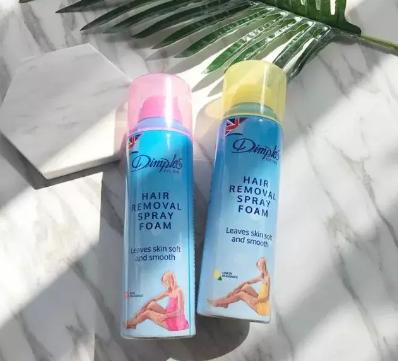 Dimples
HAIR
REMOVAL
SPRAY
FOAM
Leaves skin soft
and smooth
Dimples
HAIR
REMOVAL
SPRAY
FOAM
Leaves skin soft
and smooth